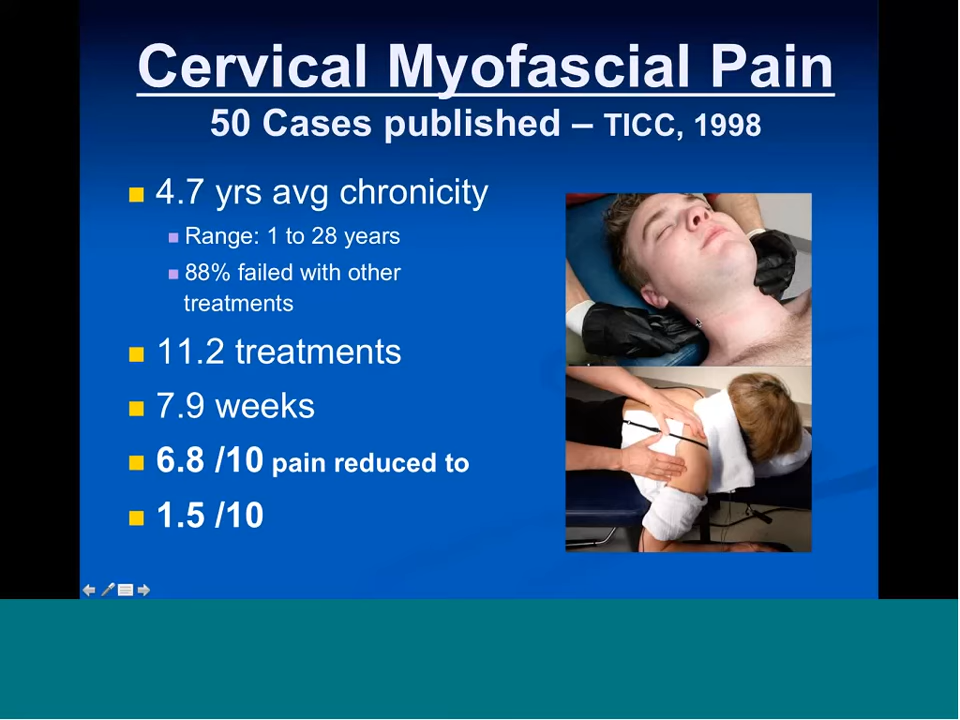 Cervical Myofascial Pain
50 Cases published – TICC, 1998
4.7 yrs avg chronicity
Range: 1 to 28 years
88% failed with other
treatments
11.2 treatments
7.9 weeks
6.8 /10 pain reduced to
1.5 /10